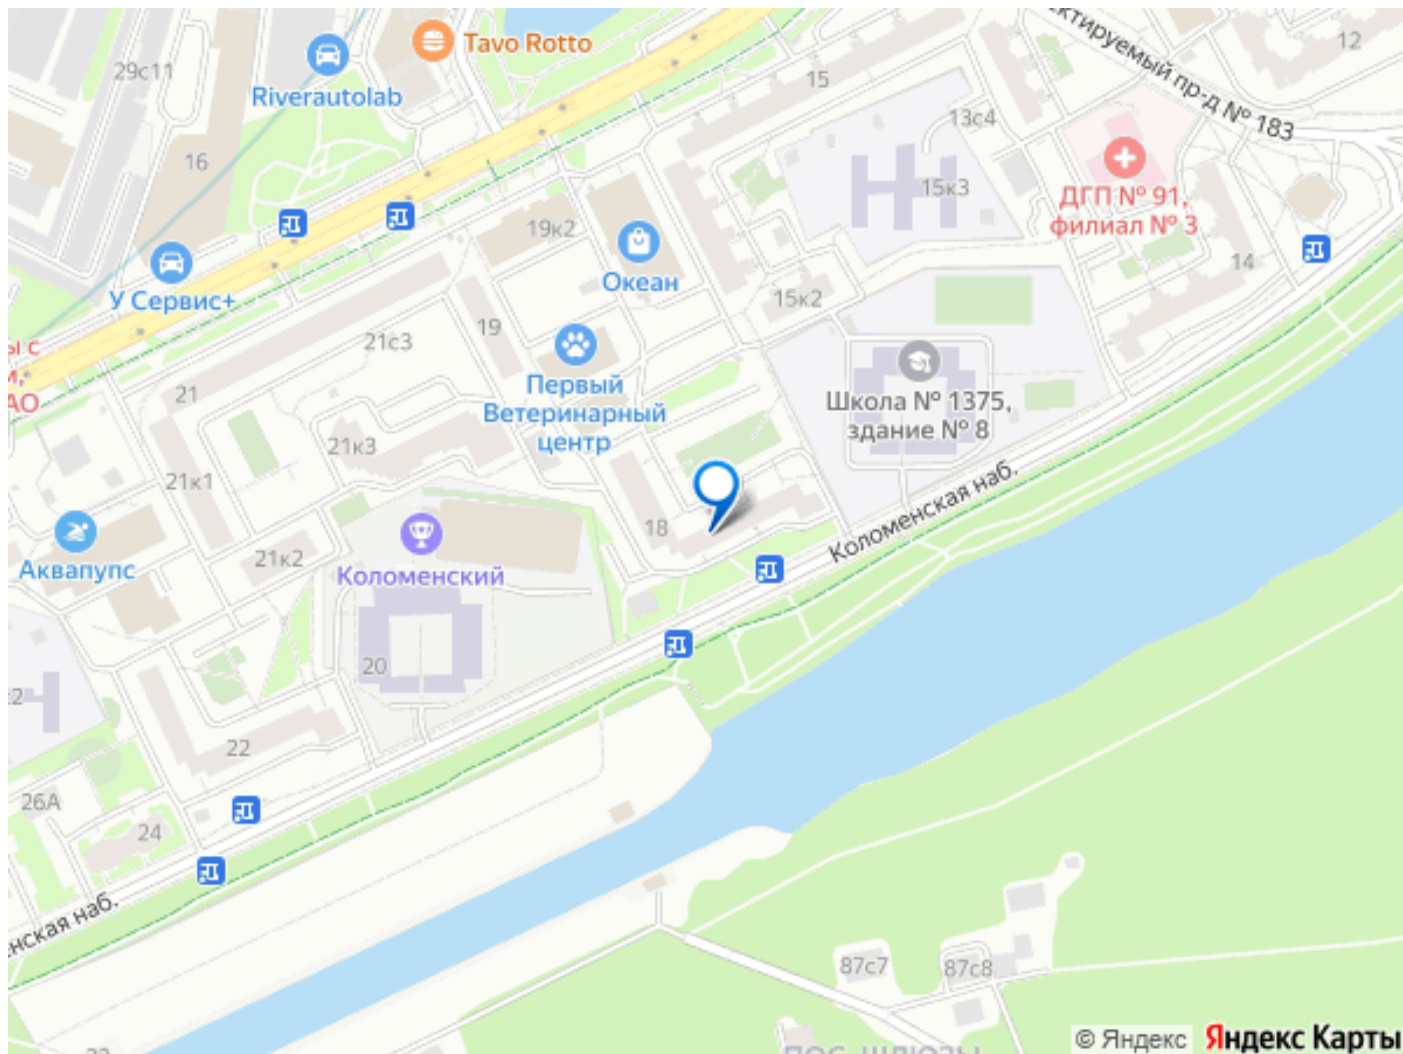 Tavo Rotto
29с11
Riverautolab
15
12
ктируемый пр-д № 183
16
13с4
15к3
ДГП № 91,
филиал № 3
19к2
Океан
14
У Сервис+
15к2
19
21с3
ы с
АО
21
Первый
Ветеринарный
центр
Школа № 1375,
здание № 8
21к3
21к1
Коломенская наб.
18
Аквапупс
21к2
Коломенский
20
22
26А
24
нская наб.
87с7
87с8
© Яндекс
Яндекс Карты